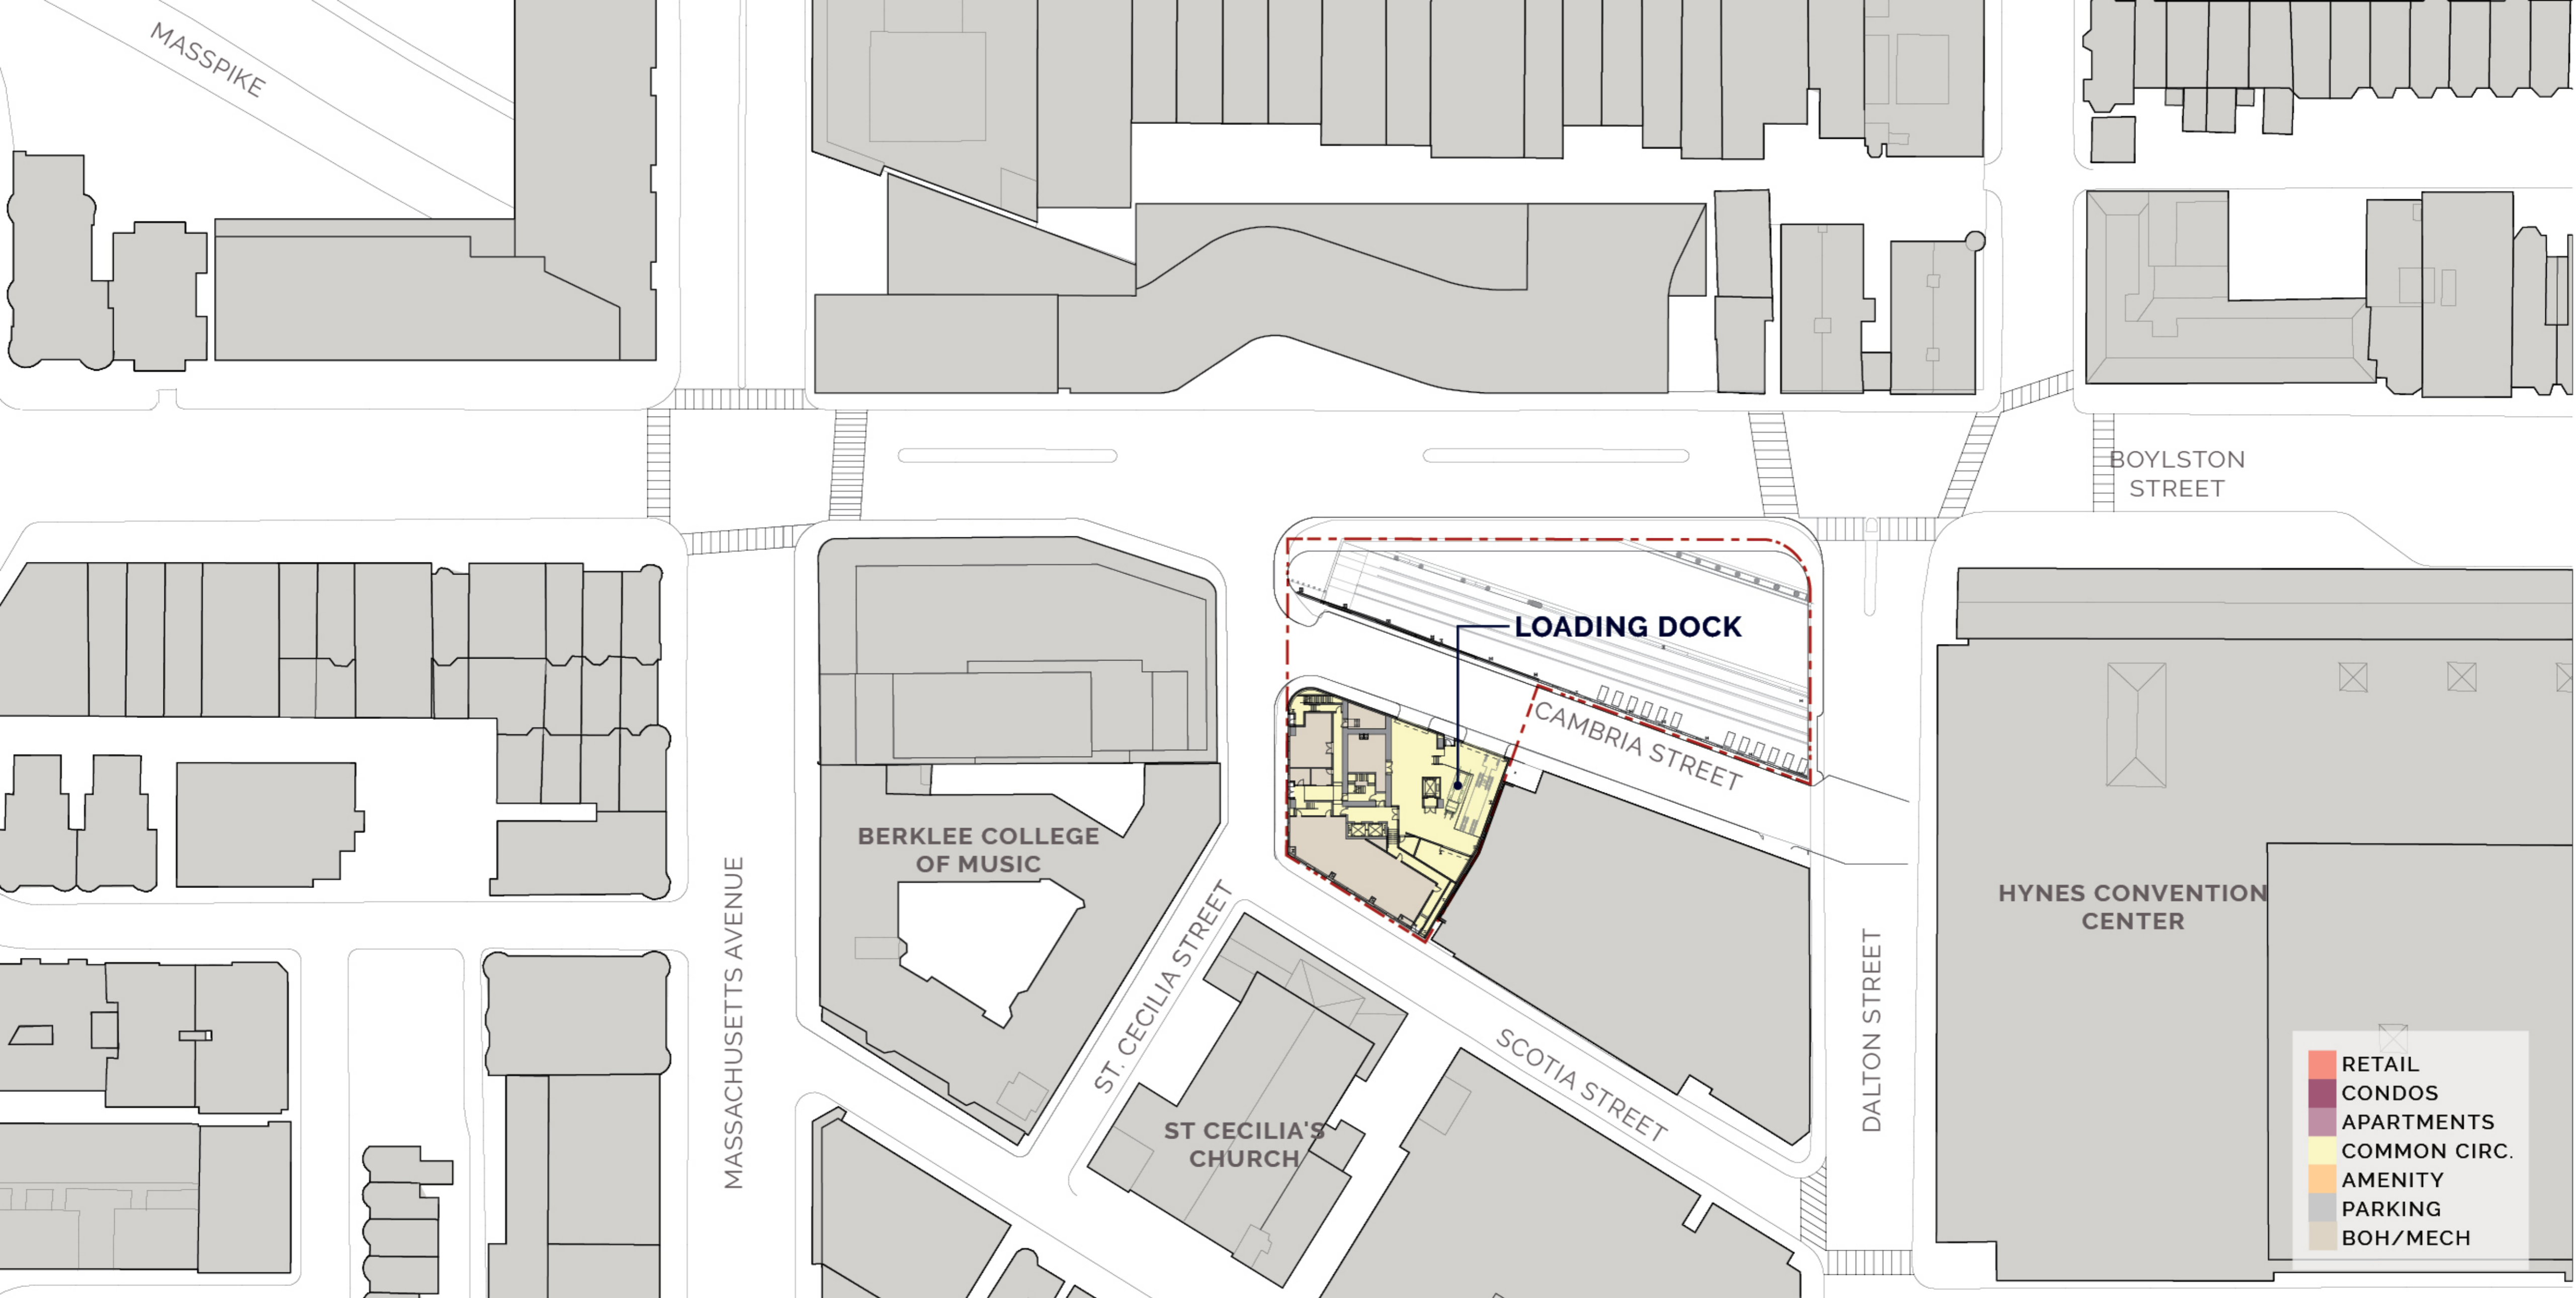 MASSPIKE
BOYLSTON
STREET
LOADING DOCK
CAMBRIA STREET
BERKLEE COLLEGE
OF MUSIC
MASSACHUSETTS AVENUE
ST. CECILIA STREET
HYNES CONVENTION
CENTER
DALTON STREET
SCOTIA STREET
ST CECILIA'S
CHURCH
RETAIL
CONDOS
APARTMENTS
COMMON CIRC.
AMENITY
PARKING
BOH/MECH